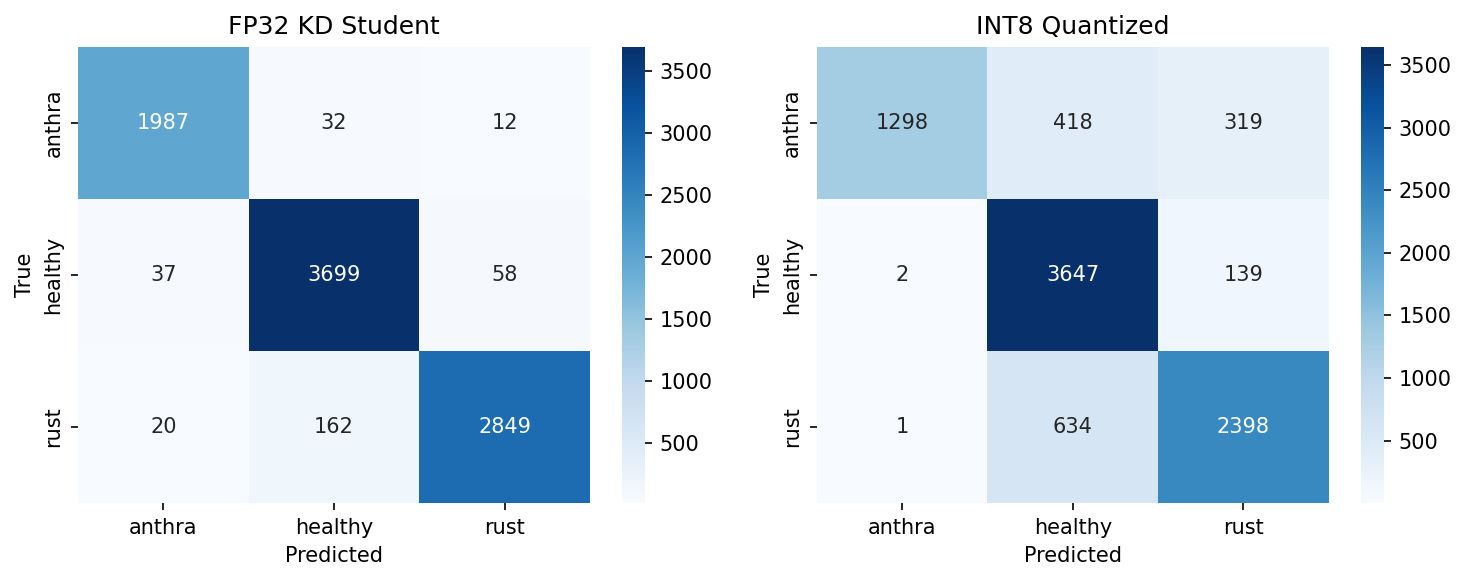 FP32 KD Student
anthra
1987
32
12
True
healthy
37
3699
58
rust
20
162
2849
anthra
healthy
rust
Predicted
3500
3000
2500
2000
1500
1000
500
INT8 Quantized
anthra
1298
418
319
True
healthy
2
3647
139
rust
1
634
2398
anthra
healthy
rust
Predicted
3500
3000
2500
2000
1500
1000
500